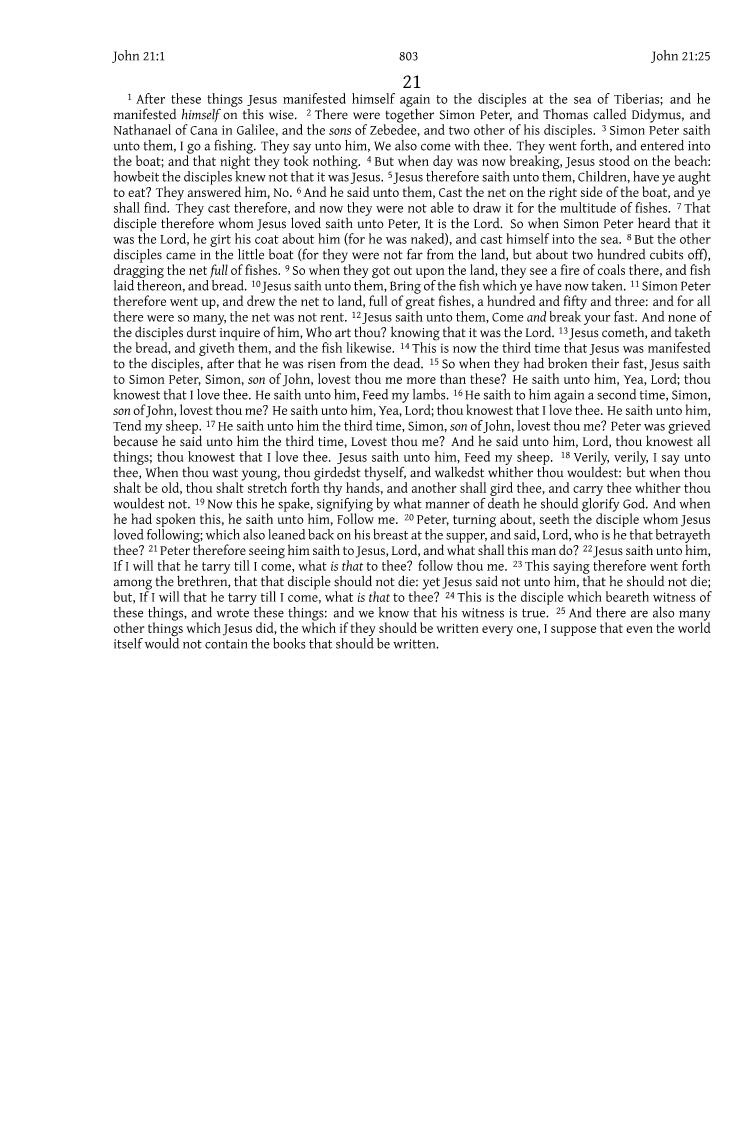 John 21:1 803 John 21:25
21
1 After these things Jesus manifested himself again to the disciples at the sea of Tiberias; and he
manifested himself on this wise. 2 There were together Simon Peter, and Thomas called Didymus, and
Nathanael of Cana in Galilee, and the sons of Zebedee, and two other of his disciples. 3 Simon Peter saith
unto them, I go a fishing. They say unto him, We also come with thee. They went forth, and entered into
the boat; and that night they took nothing. 4 But when day was now breaking, Jesus stood on the beach:
howbeit the disciples knew not that it was Jesus. 5 Jesus therefore saith unto them, Children, have ye aught
to eat? They answered him, No. 6 And he said unto them, Cast the net on the right side of the boat, and ye
shall find. They cast therefore, and now they were not able to draw it for the multitude of fishes. 7 That
disciple therefore whom Jesus loved saith unto Peter, It is the Lord. So when Simon Peter heard that it
was the Lord, he girt his coat about him (for he was naked), and cast himself into the sea. 8 But the other
disciples came in the little boat (for they were not far from the land, but about two hundred cubits off),
dragging the net full of fishes. 9 So when they got out upon the land, they see a fire of coals there, and fish
laid thereon, and bread. 10 Jesus saith unto them, Bring of the fish which ye have now taken. 11 Simon Peter
therefore went up, and drew the net to land, full of great fishes, a hundred and fifty and three: and for all
there were so many, the net was not rent. 12 Jesus saith unto them, Come and break your fast. And none of
the disciples durst inquire of him, Who art thou? knowing that it was the Lord. 13 Jesus cometh, and taketh
the bread, and giveth them, and the fish likewise. 14 This is now the third time that Jesus was manifested
to the disciples, after that he was risen from the dead. 15 So when they had broken their fast, Jesus saith
to Simon Peter, Simon, son of John, lovest thou me more than these? He saith unto him, Yea, Lord; thou
knowest that I love thee. He saith unto him, Feed my lambs. 16 He saith to him again a second time, Simon,
son of John, lovest thou me? He saith unto him, Yea, Lord; thou knowest that I love thee. He saith unto him,
Tend my sheep. 17 He saith unto him the third time, Simon, son of John, lovest thou me? Peter was grieved
because he said unto him the third time, Lovest thou me? And he said unto him, Lord, thou knowest all
things; thou knowest that I love thee. Jesus saith unto him, Feed my sheep. 18 Verily, verily, I say unto
thee, When thou wast young, thou girdedst thyself, and walkedst whither thou wouldest: but when thou
shalt be old, thou shalt stretch forth thy hands, and another shall gird thee, and carry thee whither thou
wouldest not. 19 Now this he spake, signifying by what manner of death he should glorify God. And when
he had spoken this, he saith unto him, Follow me. 20 Peter, turning about, seeth the disciple whom Jesus
loved following; which also leaned back on his breast at the supper, and said, Lord, who is he that betrayeth
thee? 21 Peter therefore seeing him saith to Jesus, Lord, and what shall this man do? 22 Jesus saith unto him,
If I will that he tarry till I come, what is that to thee? follow thou me. 23 This saying therefore went forth
among the brethren, that that disciple should not die: yet Jesus said not unto him, that he should not die;
but, If I will that he tarry till I come, what is that to thee? 24 This is the disciple which beareth witness of
these things, and wrote these things: and we know that his witness is true. 25 And there are also many
other things which Jesus did, the which if they should be written every one, I suppose that even the world
itself would not contain the books that should be written.